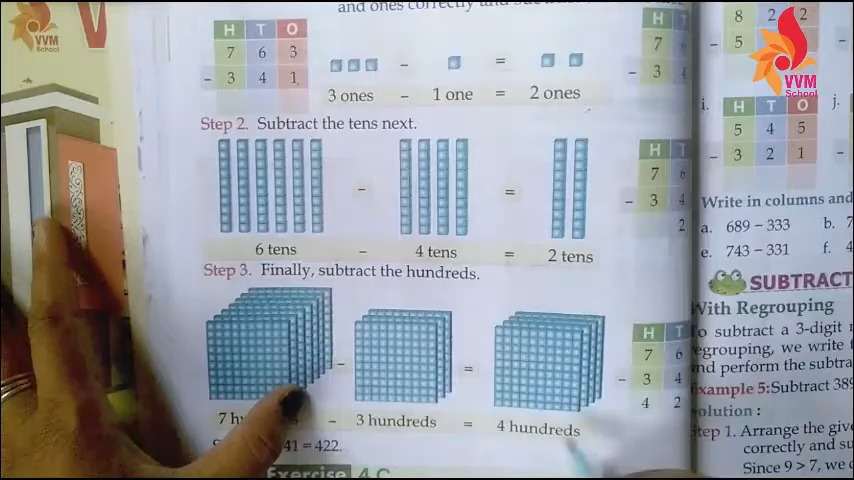 VVM
School
V
and ones correctly and
H T O
7 6 3
- 3 4 1
3 ones - 1 one = 2 ones
Step 2. Subtract the tens next.
6 tens - 4 tens = 2 tens
Step 3. Finally, subtract the hundreds.
7 - 3 hundreds = 4 hundreds
41 = 422.
Exercise 4 C
H T
7
- 3 4
H T
7 6
- 3 4
2
H T
7 6
- 3 4
4 2
8 2 2
- 5
VVM
School
i. H T O j.
5 4 5
- 3 2 1 -
Write in columns and
a. 689 - 333 b. 7
e. 743 - 331 f. 4
SUBTRACT
With Regrouping
To subtract a 3-digit
regrouping, we write
and perform the subtra
Example 5: Subtract 389
Solution :
Step 1. Arrange the give
correctly and su
Since 9 > 7, we